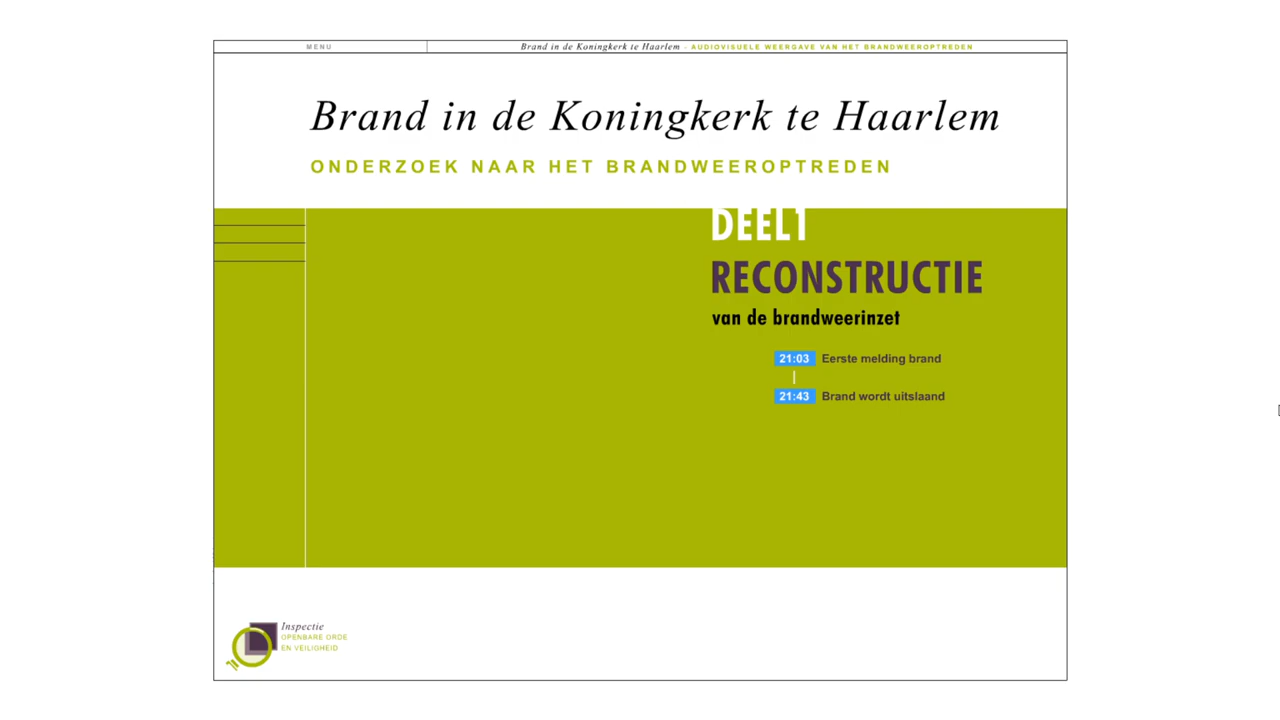 MENU
Brand in de Koningkerk te Haarlem - AUDIOVISUELE WEERGAVE VAN HET BRANDWEEROPTREDEN
Brand in de Koningkerk te Haarlem
ONDERZOEK NAAR HET BRANDWEEROPTREDEN
DEEL1
RECONSTRUCTIE
van de brandweerinzet
21:03 Eerste melding brand
21:43 Brand wordt uitslaand
Inspectie
OPENBARE ORDE
EN VEILIGHEID